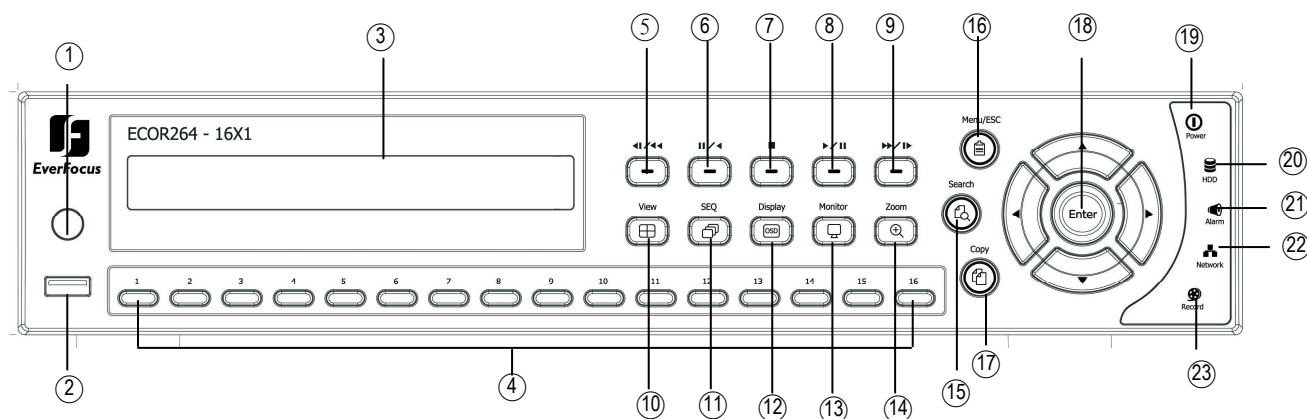 5 6 7 8 9 16 18
3
1
19
Menu/ESC
ECOR264 - 16X1
Power
EverFocus
20
HDD
Search
View SEQ Display Monitor Zoom
21
Enter
Alarm
OSD
22
Copy
Network
1 2 3 4 5 6 7 8 9 10 11 12 13 14 15 16
Record
23
17
2
4
10 11 12 13 14 15